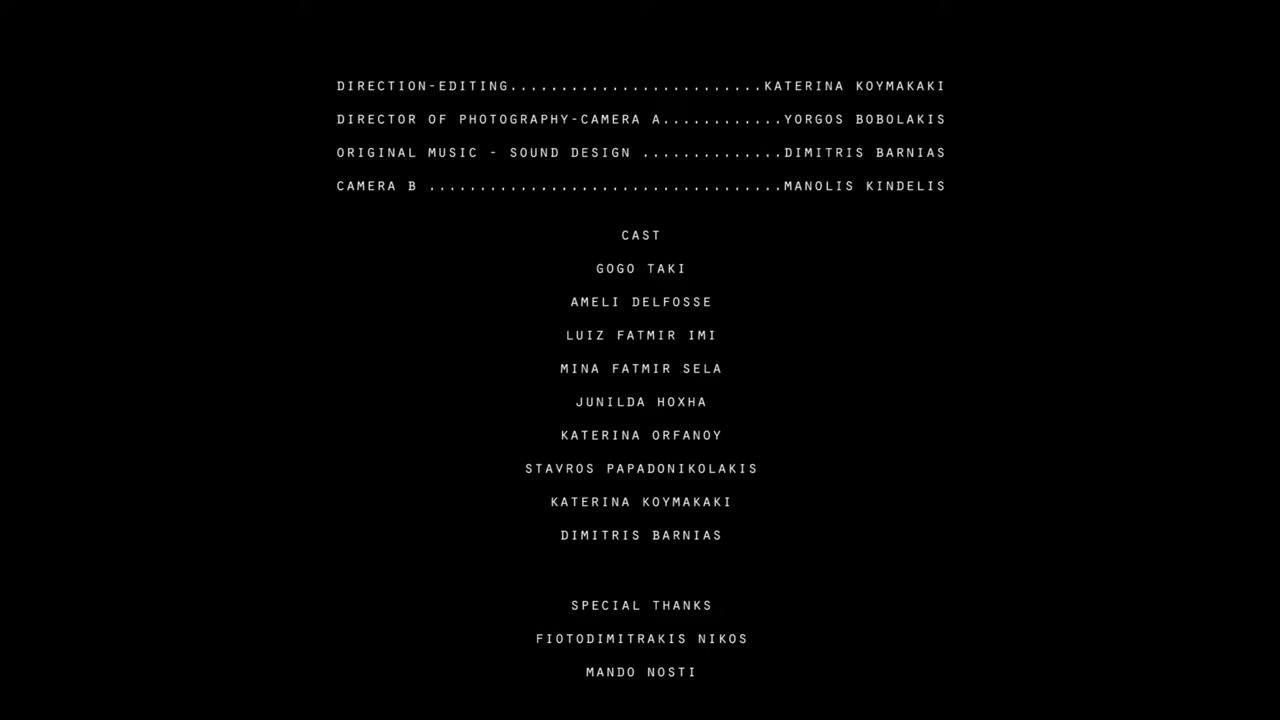 DIRECTION-EDITING.........................KATERINA KOYMAKAKI
DIRECTOR OF PHOTOGRAPHY-CAMERA A............YORGOS BOBOLAKIS
ORIGINAL MUSIC - SOUND DESIGN ..............DIMITRIS BARNIAS
CAMERA B ...................................MANOLIS KINDELIS
CAST
GOGO TAKI
AMELI DELFOSSE
LUIZ FATMIR IMI
MINA FATMIR SELA
JUNILDA HOXHA
KATERINA ORFANOY
STAVROS PAPADONIKOLAKIS
KATERINA KOYMAKAKI
DIMITRIS BARNIAS
SPECIAL THANKS
FIOTODIMITRAKIS NIKOS
MANDO NOSTI